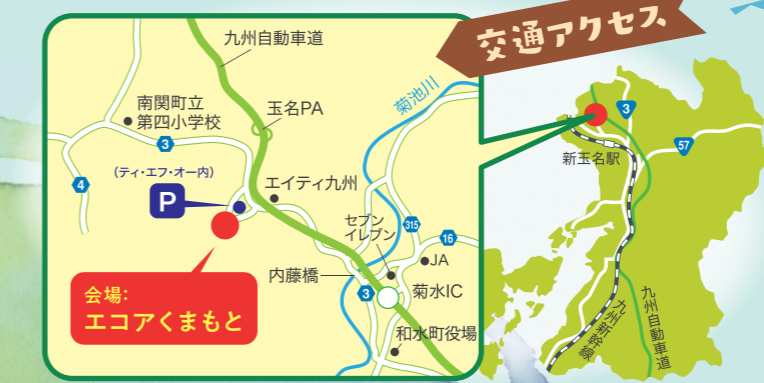 交通アクセス
九州自動車道
南関町立
第四小学校
玉名PA
菊池川
3
4
(ティ・エフ・オー内)
P
エイティ九州
セブン
イレブン
315
16
JA
内藤橋
3
菊水IC
会場:
エコアくまもと
和水町役場
3
57
新玉名駅
九州新幹線
九州自動車道